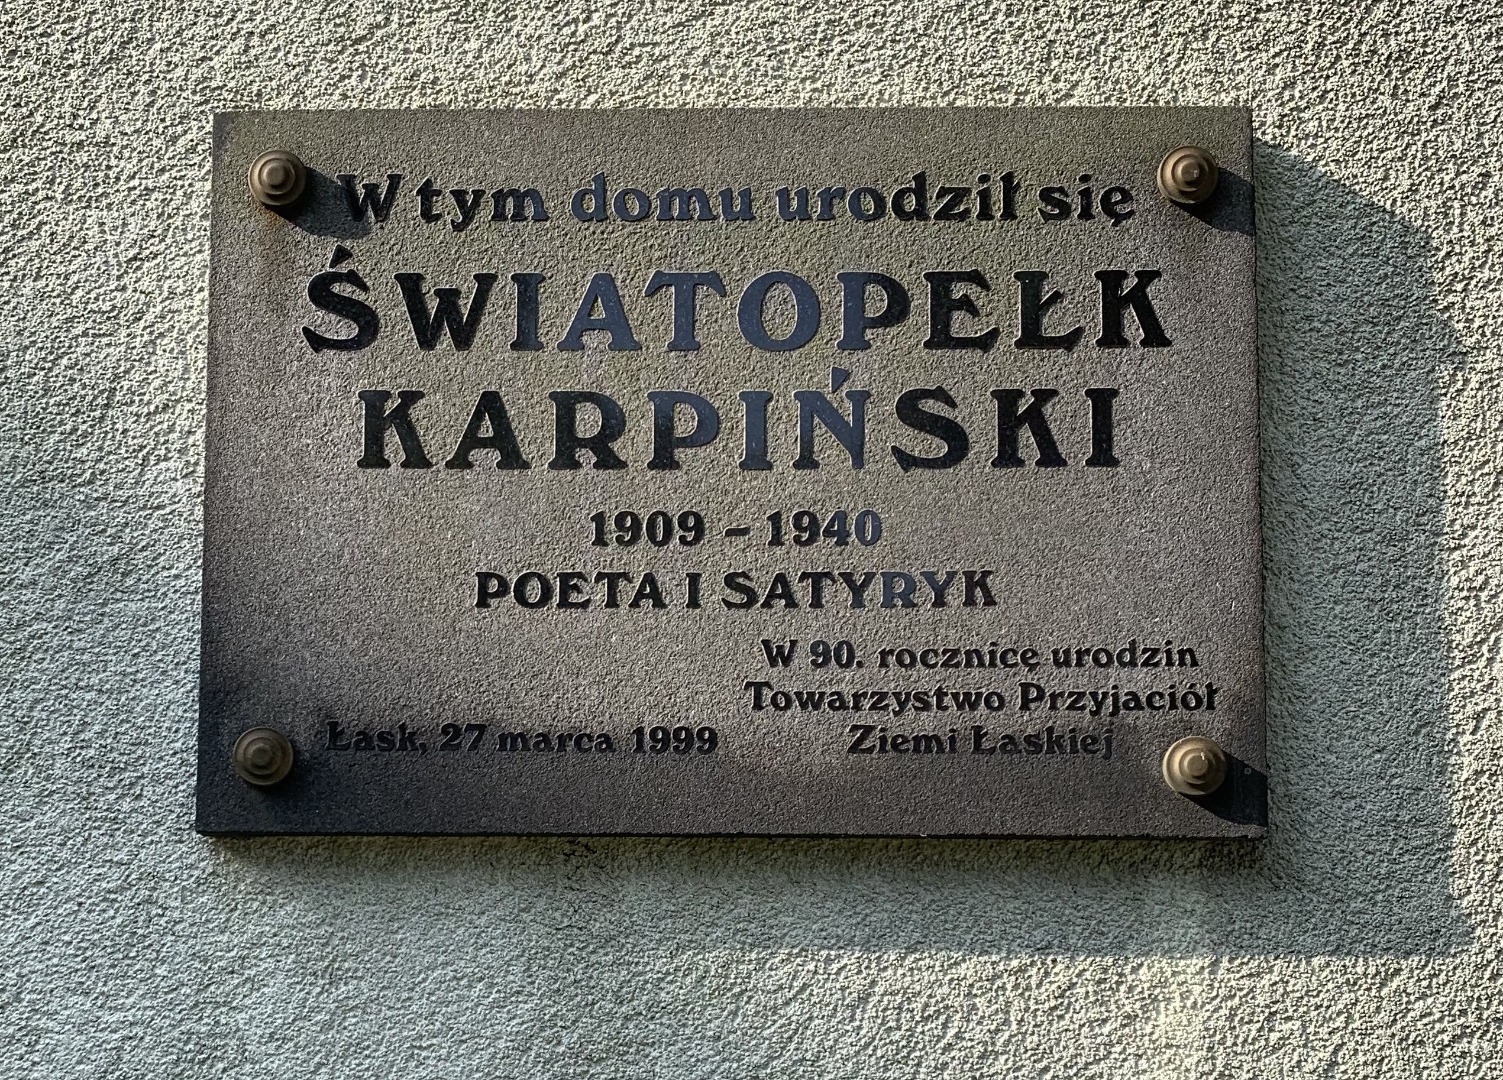 W tym domu urodził się
ŚWIATOPEŁK
KARPIŃSKI
1909 – 1940
POETA I SATYRYK
W 90. rocznicę urodzin
Towarzystwo Przyjaciół
Ziemi Łaskiej
Łask, 27 marca 1999